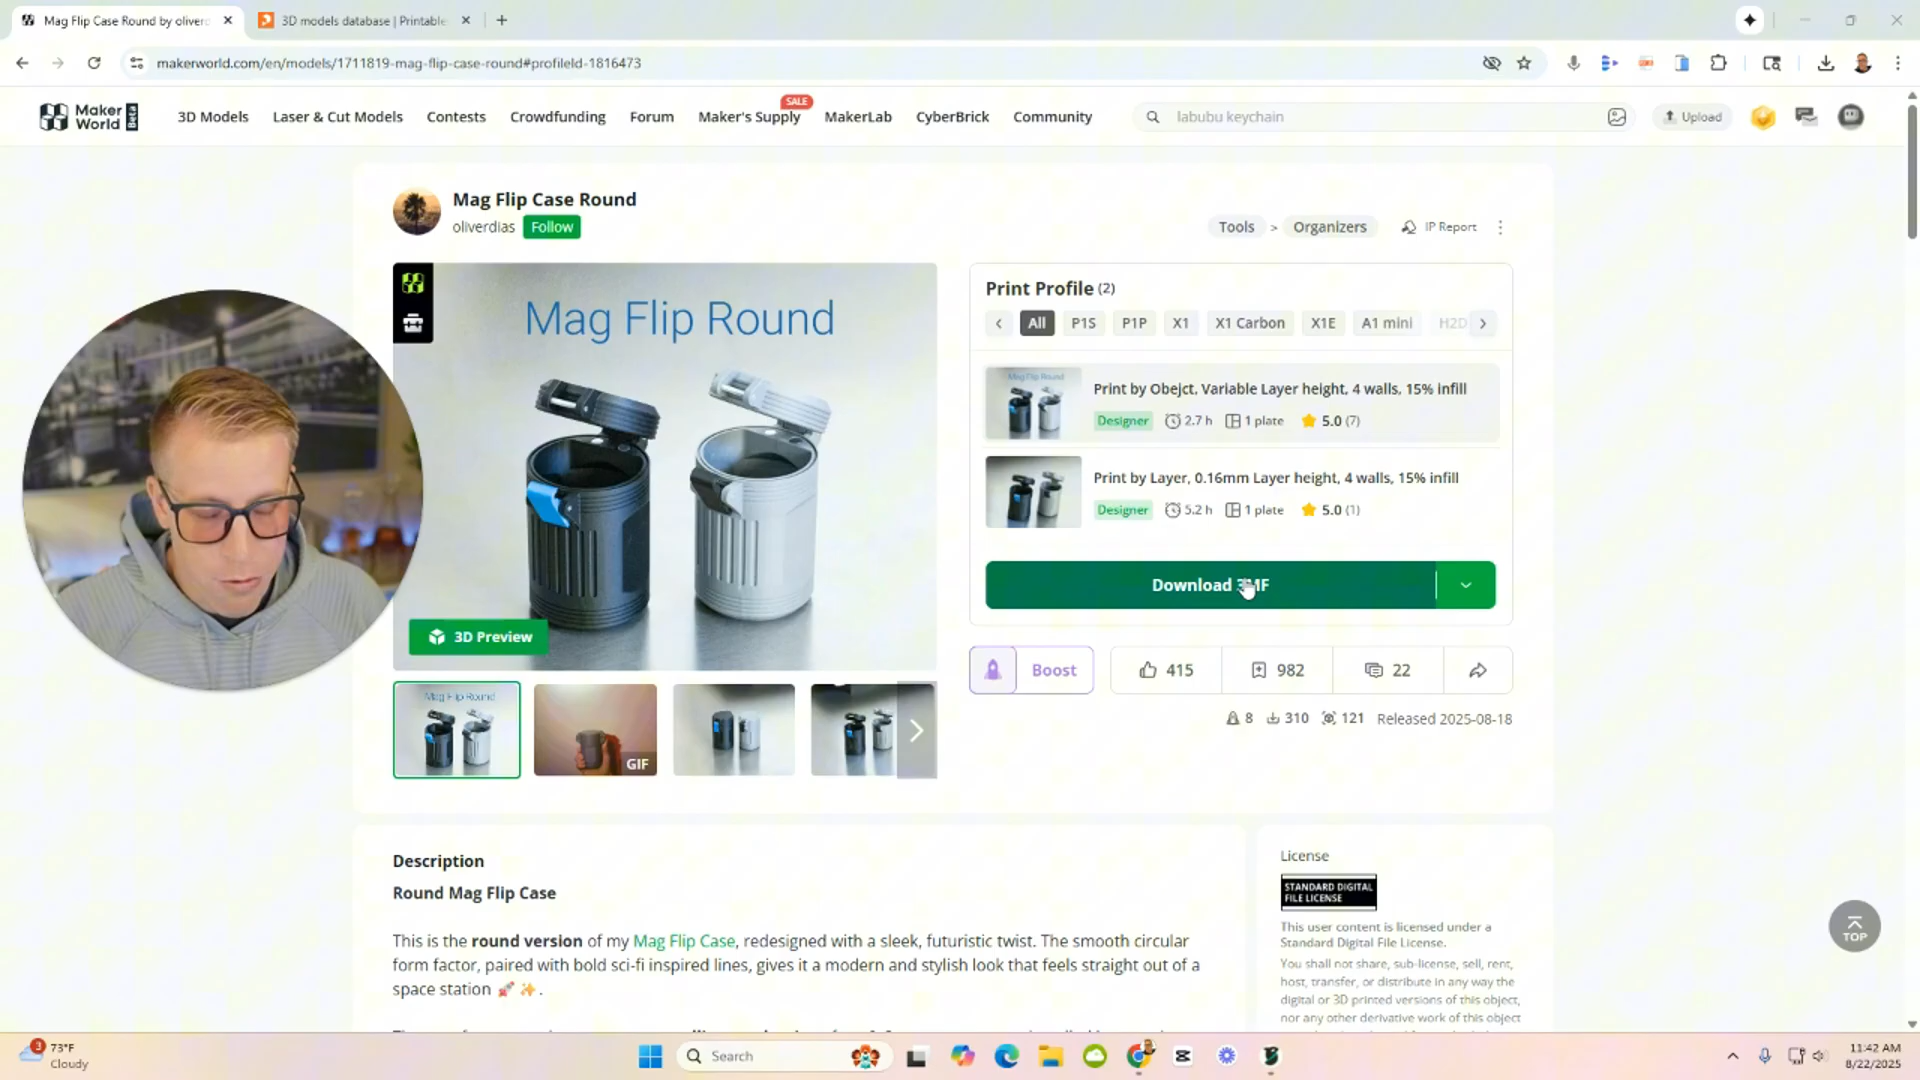 Mag Flip Case Round by oliverd
3D models database | Printable
makerworld.com/en/models/1711819-mag-flip-case-round#profileId-1816473
Maker World Beta
3D Models
Laser & Cut Models
Contests
Crowdfunding
Forum
Maker's Supply
SALE
MakerLab
CyberBrick
Community
labubu keychain
Upload
Mag Flip Case Round
oliverdias
Follow
Tools > Organizers
IP Report
Mag Flip Round
3D Preview
Mag Flip Round
GIF
Print Profile (2)
All
P1S
P1P
X1
X1 Carbon
X1E
A1 mini
H2D
Mag Flip Round
Print by Obejct, Variable Layer height, 4 walls, 15% infill
Designer
2.7 h
1 plate
5.0 (7)
Print by Layer, 0.16mm Layer height, 4 walls, 15% infill
Designer
5.2 h
1 plate
5.0 (1)
Download 3MF
Boost
415
982
22
8
310
121
Released 2025-08-18
Description
Round Mag Flip Case
This is the round version of my Mag Flip Case, redesigned with a sleek, futuristic twist. The smooth circular
form factor, paired with bold sci-fi inspired lines, gives it a modern and stylish look that feels straight out of a
space station 🚀 ✨ .
License
STANDARD DIGITAL
FILE LICENSE
This user content is licensed under a
Standard Digital File License.
You shall not share, sub-license, sell, rent,
host, transfer, or distribute in any way the
digital or 3D printed versions of this object,
nor any other derivative work of this object
TOP
3
73°F
Cloudy
Search
11:42 AM
8/22/2025